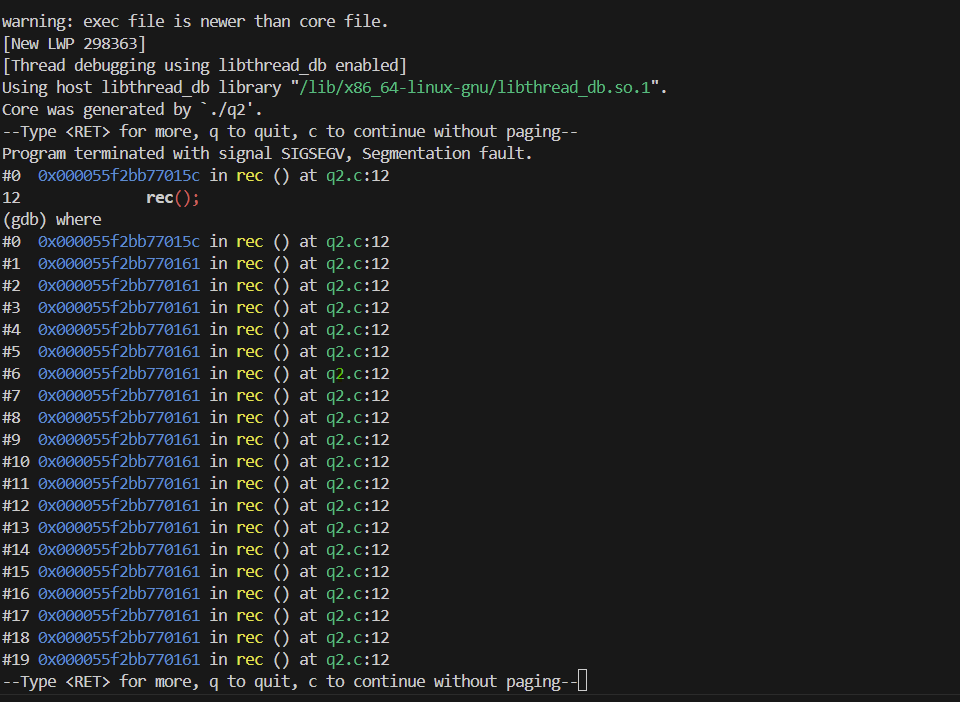 warning: exec file is newer than core file.
[New LWP 298363]
[Thread debugging using libthread_db enabled]
Using host libthread_db library "/lib/x86_64-linux-gnu/libthread_db.so.1".
Core was generated by `./q2'.
--Type <RET> for more, q to quit, c to continue without paging--
Program terminated with signal SIGSEGV, Segmentation fault.
#0  0x000055f2bb77015c in rec () at q2.c:12
12              rec();
(gdb) where
#0  0x000055f2bb77015c in rec () at q2.c:12
#1  0x000055f2bb770161 in rec () at q2.c:12
#2  0x000055f2bb770161 in rec () at q2.c:12
#3  0x000055f2bb770161 in rec () at q2.c:12
#4  0x000055f2bb770161 in rec () at q2.c:12
#5  0x000055f2bb770161 in rec () at q2.c:12
#6  0x000055f2bb770161 in rec () at q2.c:12
#7  0x000055f2bb770161 in rec () at q2.c:12
#8  0x000055f2bb770161 in rec () at q2.c:12
#9  0x000055f2bb770161 in rec () at q2.c:12
#10 0x000055f2bb770161 in rec () at q2.c:12
#11 0x000055f2bb770161 in rec () at q2.c:12
#12 0x000055f2bb770161 in rec () at q2.c:12
#13 0x000055f2bb770161 in rec () at q2.c:12
#14 0x000055f2bb770161 in rec () at q2.c:12
#15 0x000055f2bb770161 in rec () at q2.c:12
#16 0x000055f2bb770161 in rec () at q2.c:12
#17 0x000055f2bb770161 in rec () at q2.c:12
#18 0x000055f2bb770161 in rec () at q2.c:12
#19 0x000055f2bb770161 in rec () at q2.c:12
--Type <RET> for more, q to quit, c to continue without paging--